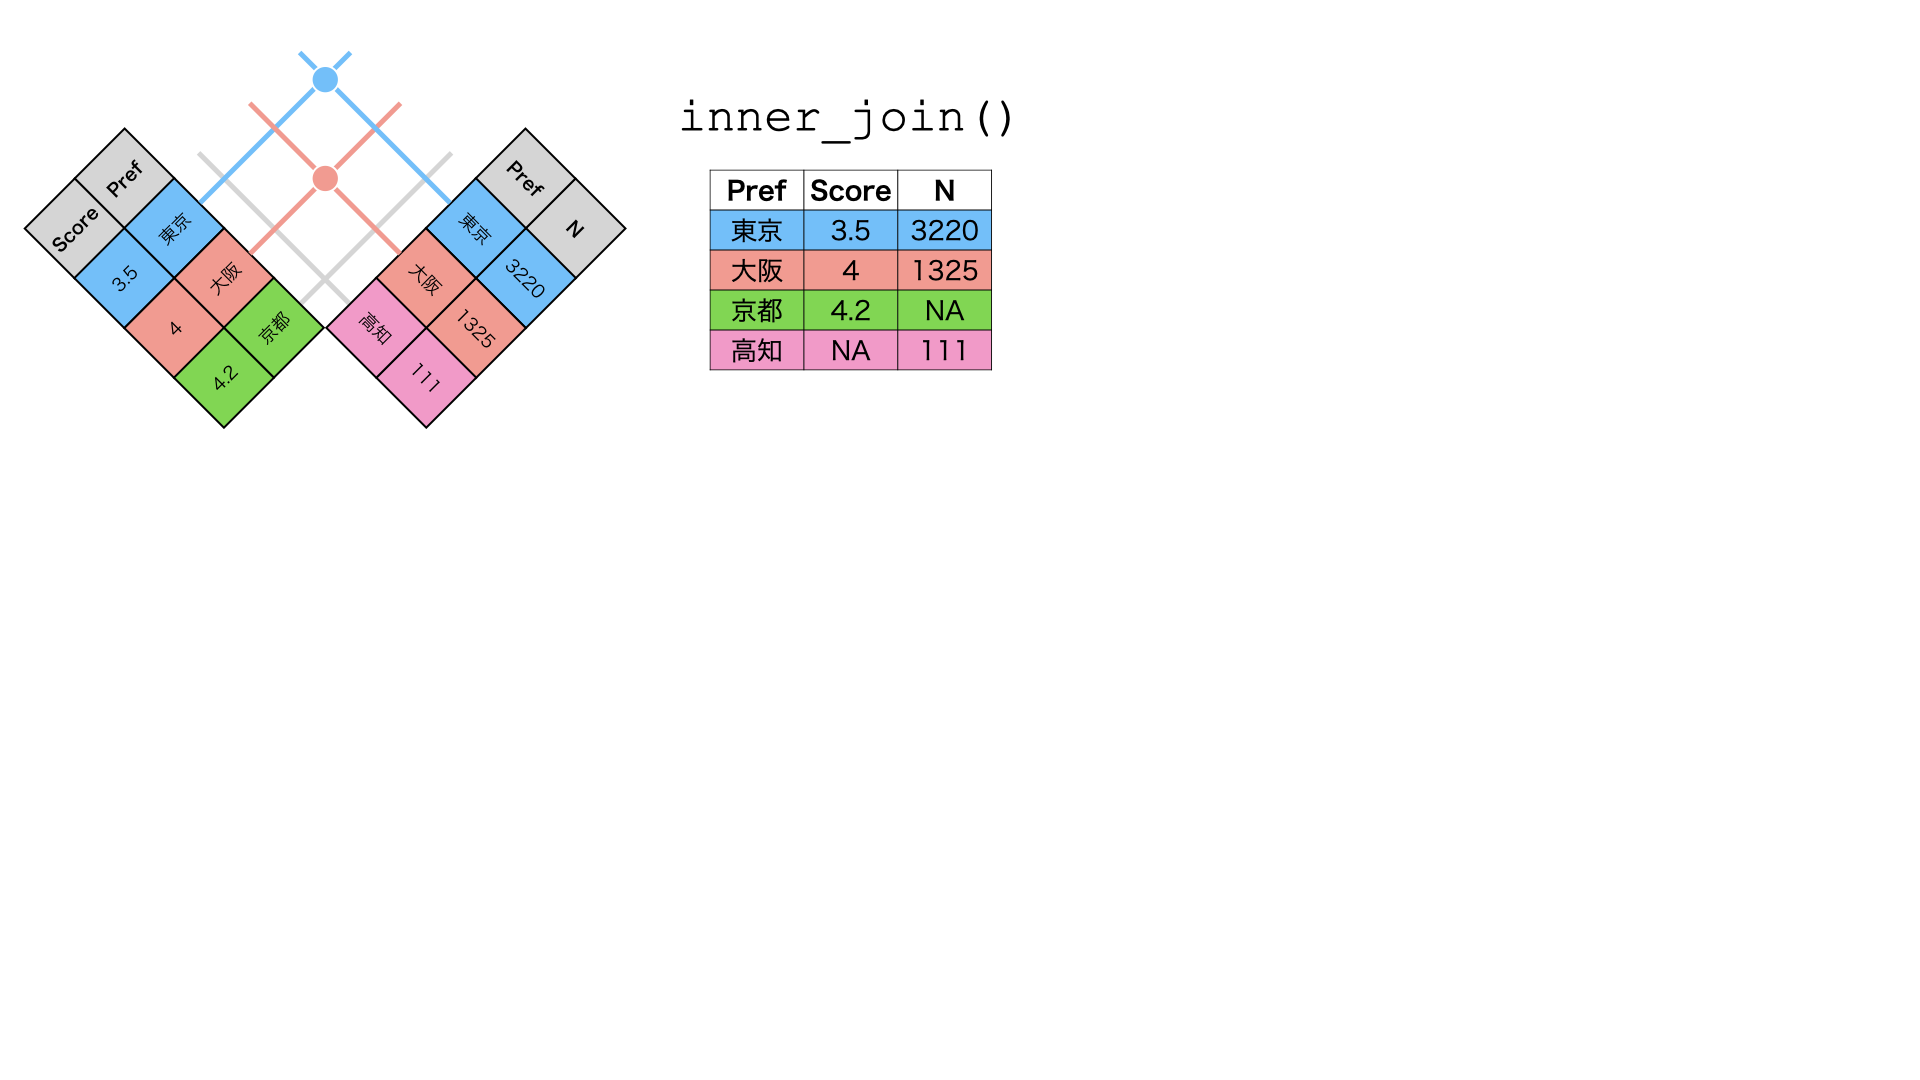 inner_join()
Score Pref
3.5 東京
4 大阪
4.2 京都
Pref N
東京 3220
大阪 1325
高知 111
Pref Score N
東京 3.5 3220
大阪 4 1325
京都 4.2 NA
高知 NA 111